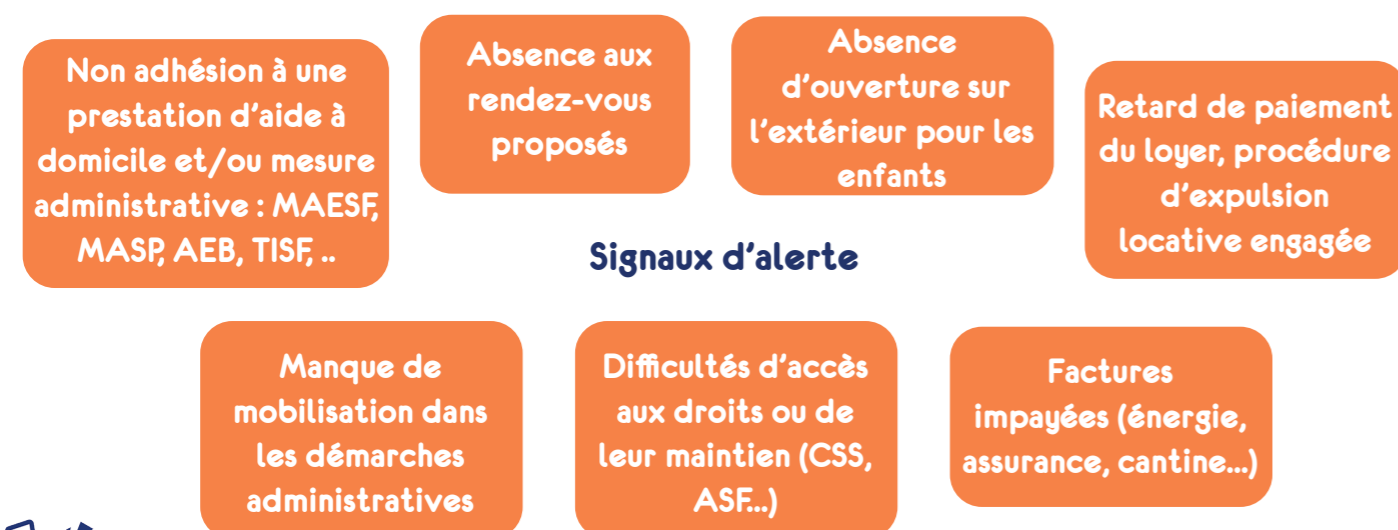 Non adhésion à une
prestation d'aide à
domicile et/ou mesure
administrative : MAESF,
MASP, AEB, TISF, ..
Absence aux
rendez-vous
proposés
Absence
d'ouverture sur
l'extérieur pour les
enfants
Retard de paiement
du loyer, procédure
d'expulsion
locative engagée
Signaux d'alerte
Manque de
mobilisation dans
les démarches
administratives
Difficultés d'accès
aux droits ou de
leur maintien (CSS,
ASF...)
Factures
impayées (énergie,
assurance, cantine...)